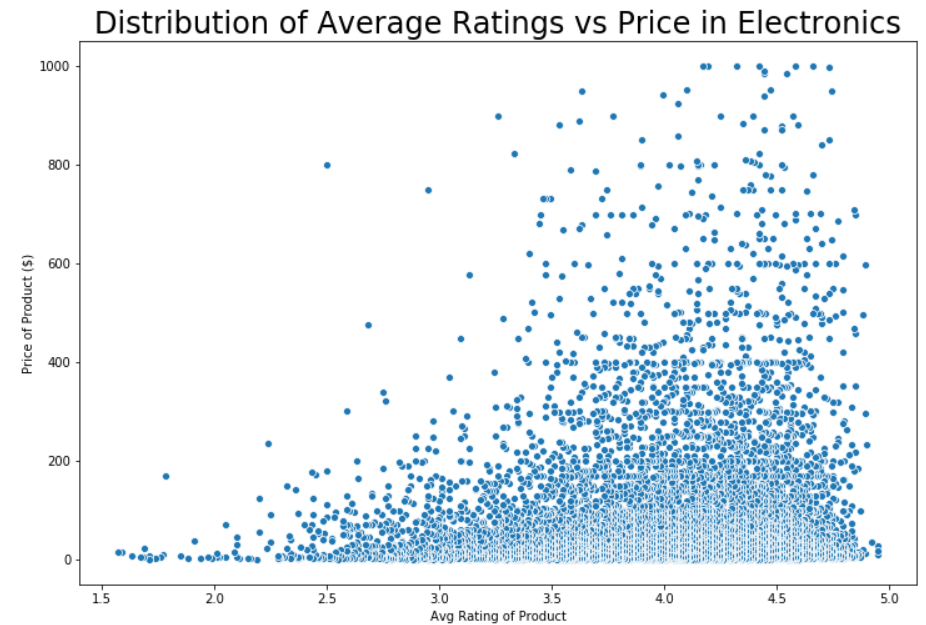 Distribution of Average Ratings vs Price in Electronics
Price of Product ($)
1000
800
600
400
200
0
1.5 2.0 2.5 3.0 3.5 4.0 4.5 5.0
Avg Rating of Product